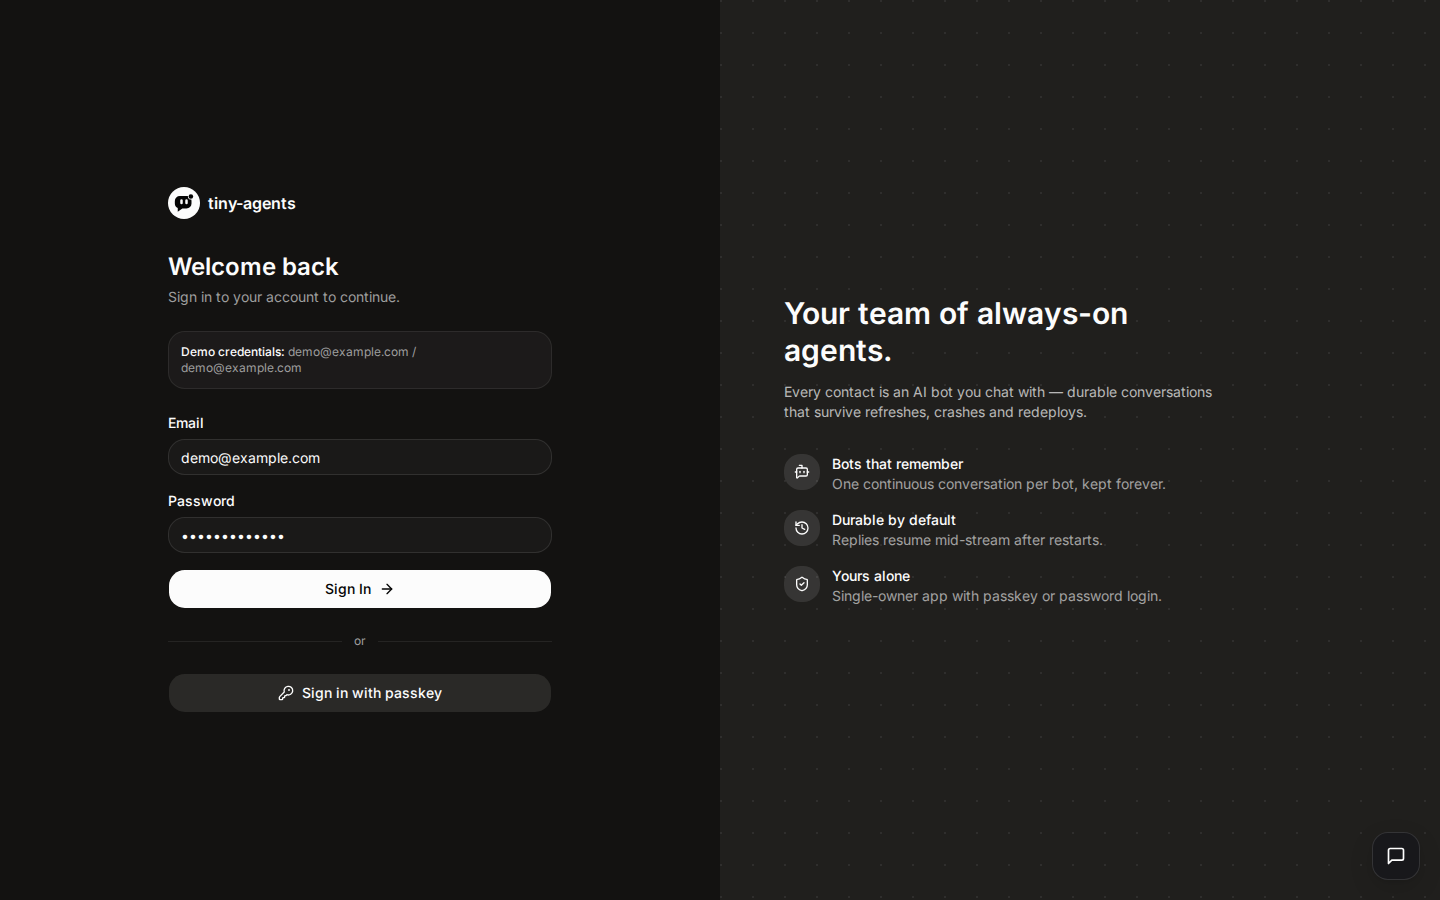 tiny-agents
Welcome back
Sign in to your account to continue.
Demo credentials: demo@example.com /
demo@example.com
Email
demo@example.com
Password
•••••••••••••
Sign In
or
Sign in with passkey
Your team of always-on
agents.
Every contact is an AI bot you chat with — durable conversations
that survive refreshes, crashes and redeploys.
Bots that remember
One continuous conversation per bot, kept forever.
Durable by default
Replies resume mid-stream after restarts.
Yours alone
Single-owner app with passkey or password login.